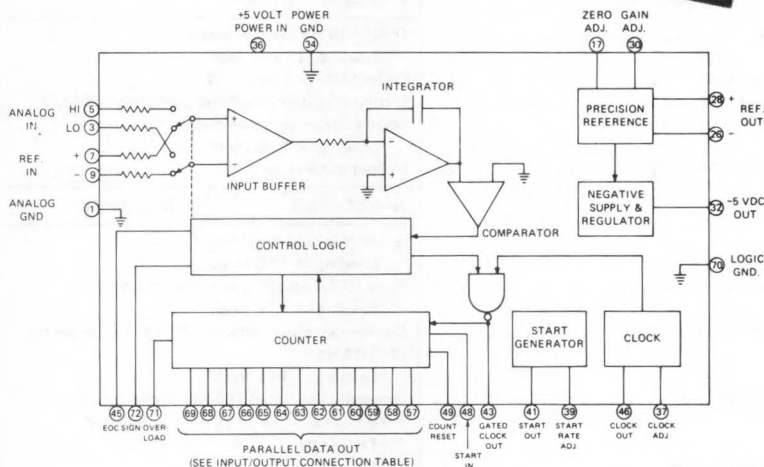 +5 VOLT POWER
POWER IN GND
36 34
ZERO GAIN
ADJ. ADJ.
17 30
INTEGRATOR
ANALOG IN
HI 5
LO 3
REF. IN
+ 7
- 9
ANALOG GND
1
+
-
INPUT BUFFER
-
+
COMPARATOR
PRECISION
REFERENCE
28 +
REF.
OUT
26 -
NEGATIVE
SUPPLY &
REGULATOR
32 -5 VDC
OUT
CONTROL LOGIC
70 LOGIC
GND.
COUNTER
START
GENERATOR
CLOCK
45 72 71 69 68 67 66 65 64 63 62 61 60 59 58 57 49 48 43 41 39 46 37
EOC SIGN OVER-
LOAD
COUNT
RESET
START
IN
GATED
CLOCK
OUT
START
OUT
START
RATE
ADJ.
CLOCK
OUT
CLOCK
ADJ.
PARALLEL DATA OUT
(SEE INPUT/OUTPUT CONNECTION TABLE)